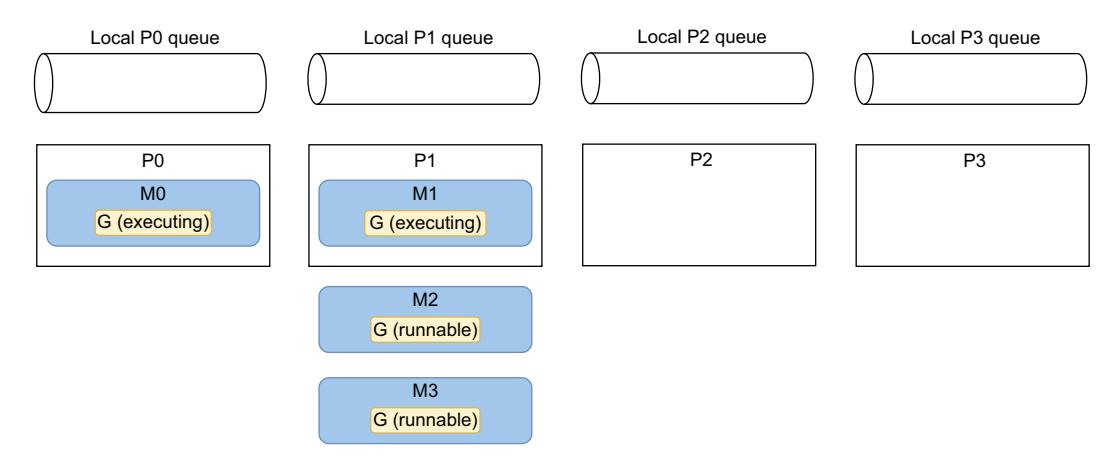 Local P0 queue
Local P1 queue
Local P2 queue
Local P3 queue
P0
P1
P2
P3
M0
G (executing)
M1
G (executing)
M2
G (runnable)
M3
G (runnable)